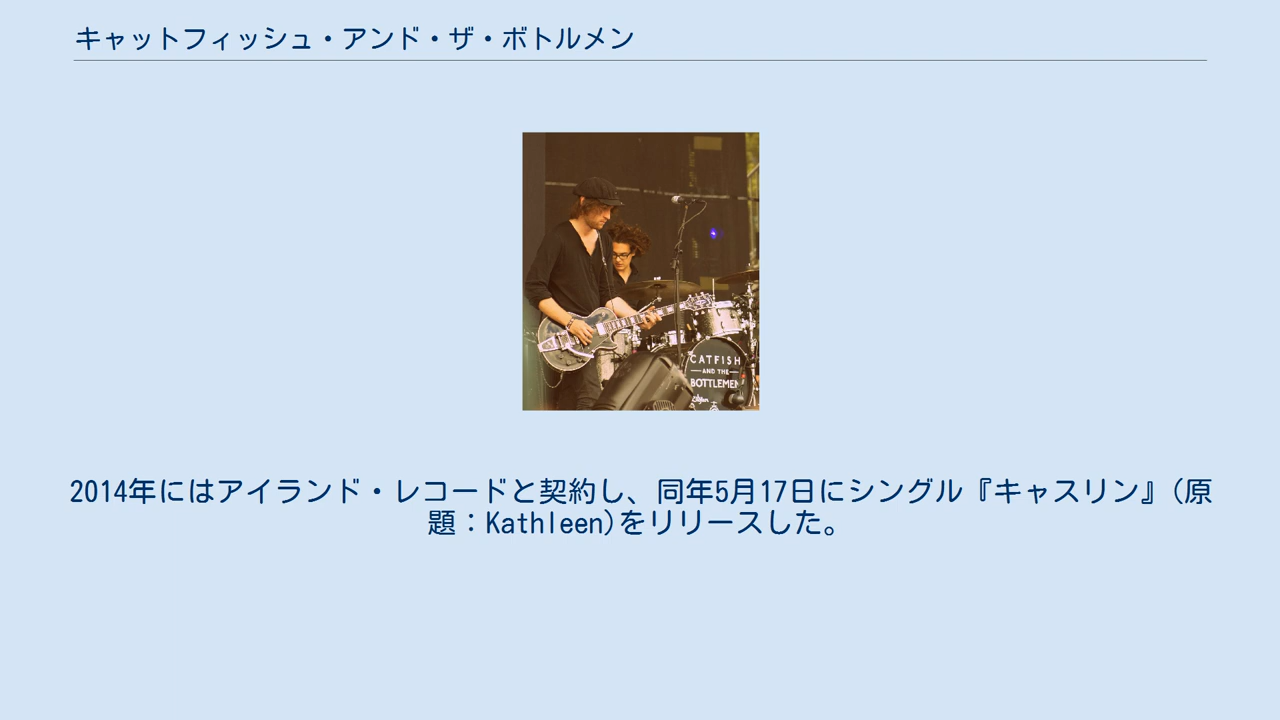 キャットフィッシュ・アンド・ザ・ボトルメン
CATFISH
AND THE
BOTTLEMEN
2014年にはアイランド・レコードと契約し、同年5月17日にシングル『キャスリン』(原
題：Kathleen)をリリースした。